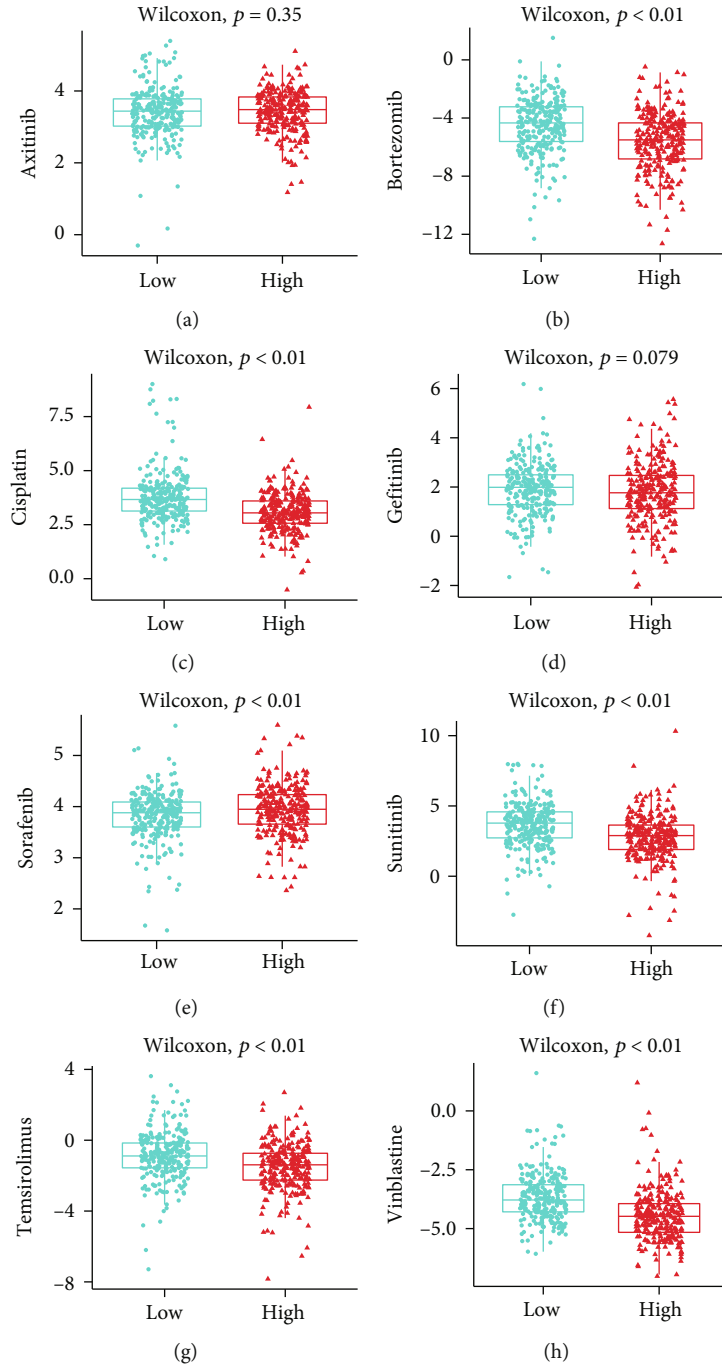 Wilcoxon, p = 0.35
Axitinib
4
2
0
Low High
(a)
Wilcoxon, p < 0.01
Bortezomib
0
−4
−8
−12
Low High
(b)
Wilcoxon, p < 0.01
Cisplatin
7.5
5.0
2.5
0.0
Low High
(c)
Wilcoxon, p = 0.079
Gefitinib
6
4
2
0
−2
Low High
(d)
Wilcoxon, p < 0.01
Sorafenib
5
4
3
2
Low High
(e)
Wilcoxon, p < 0.01
Sunitinib
10
5
0
Low High
(f)
Wilcoxon, p < 0.01
Temsirolimus
4
0
−4
−8
Low High
(g)
Wilcoxon, p < 0.01
Vinblastine
0.0
−2.5
−5.0
Low High
(h)